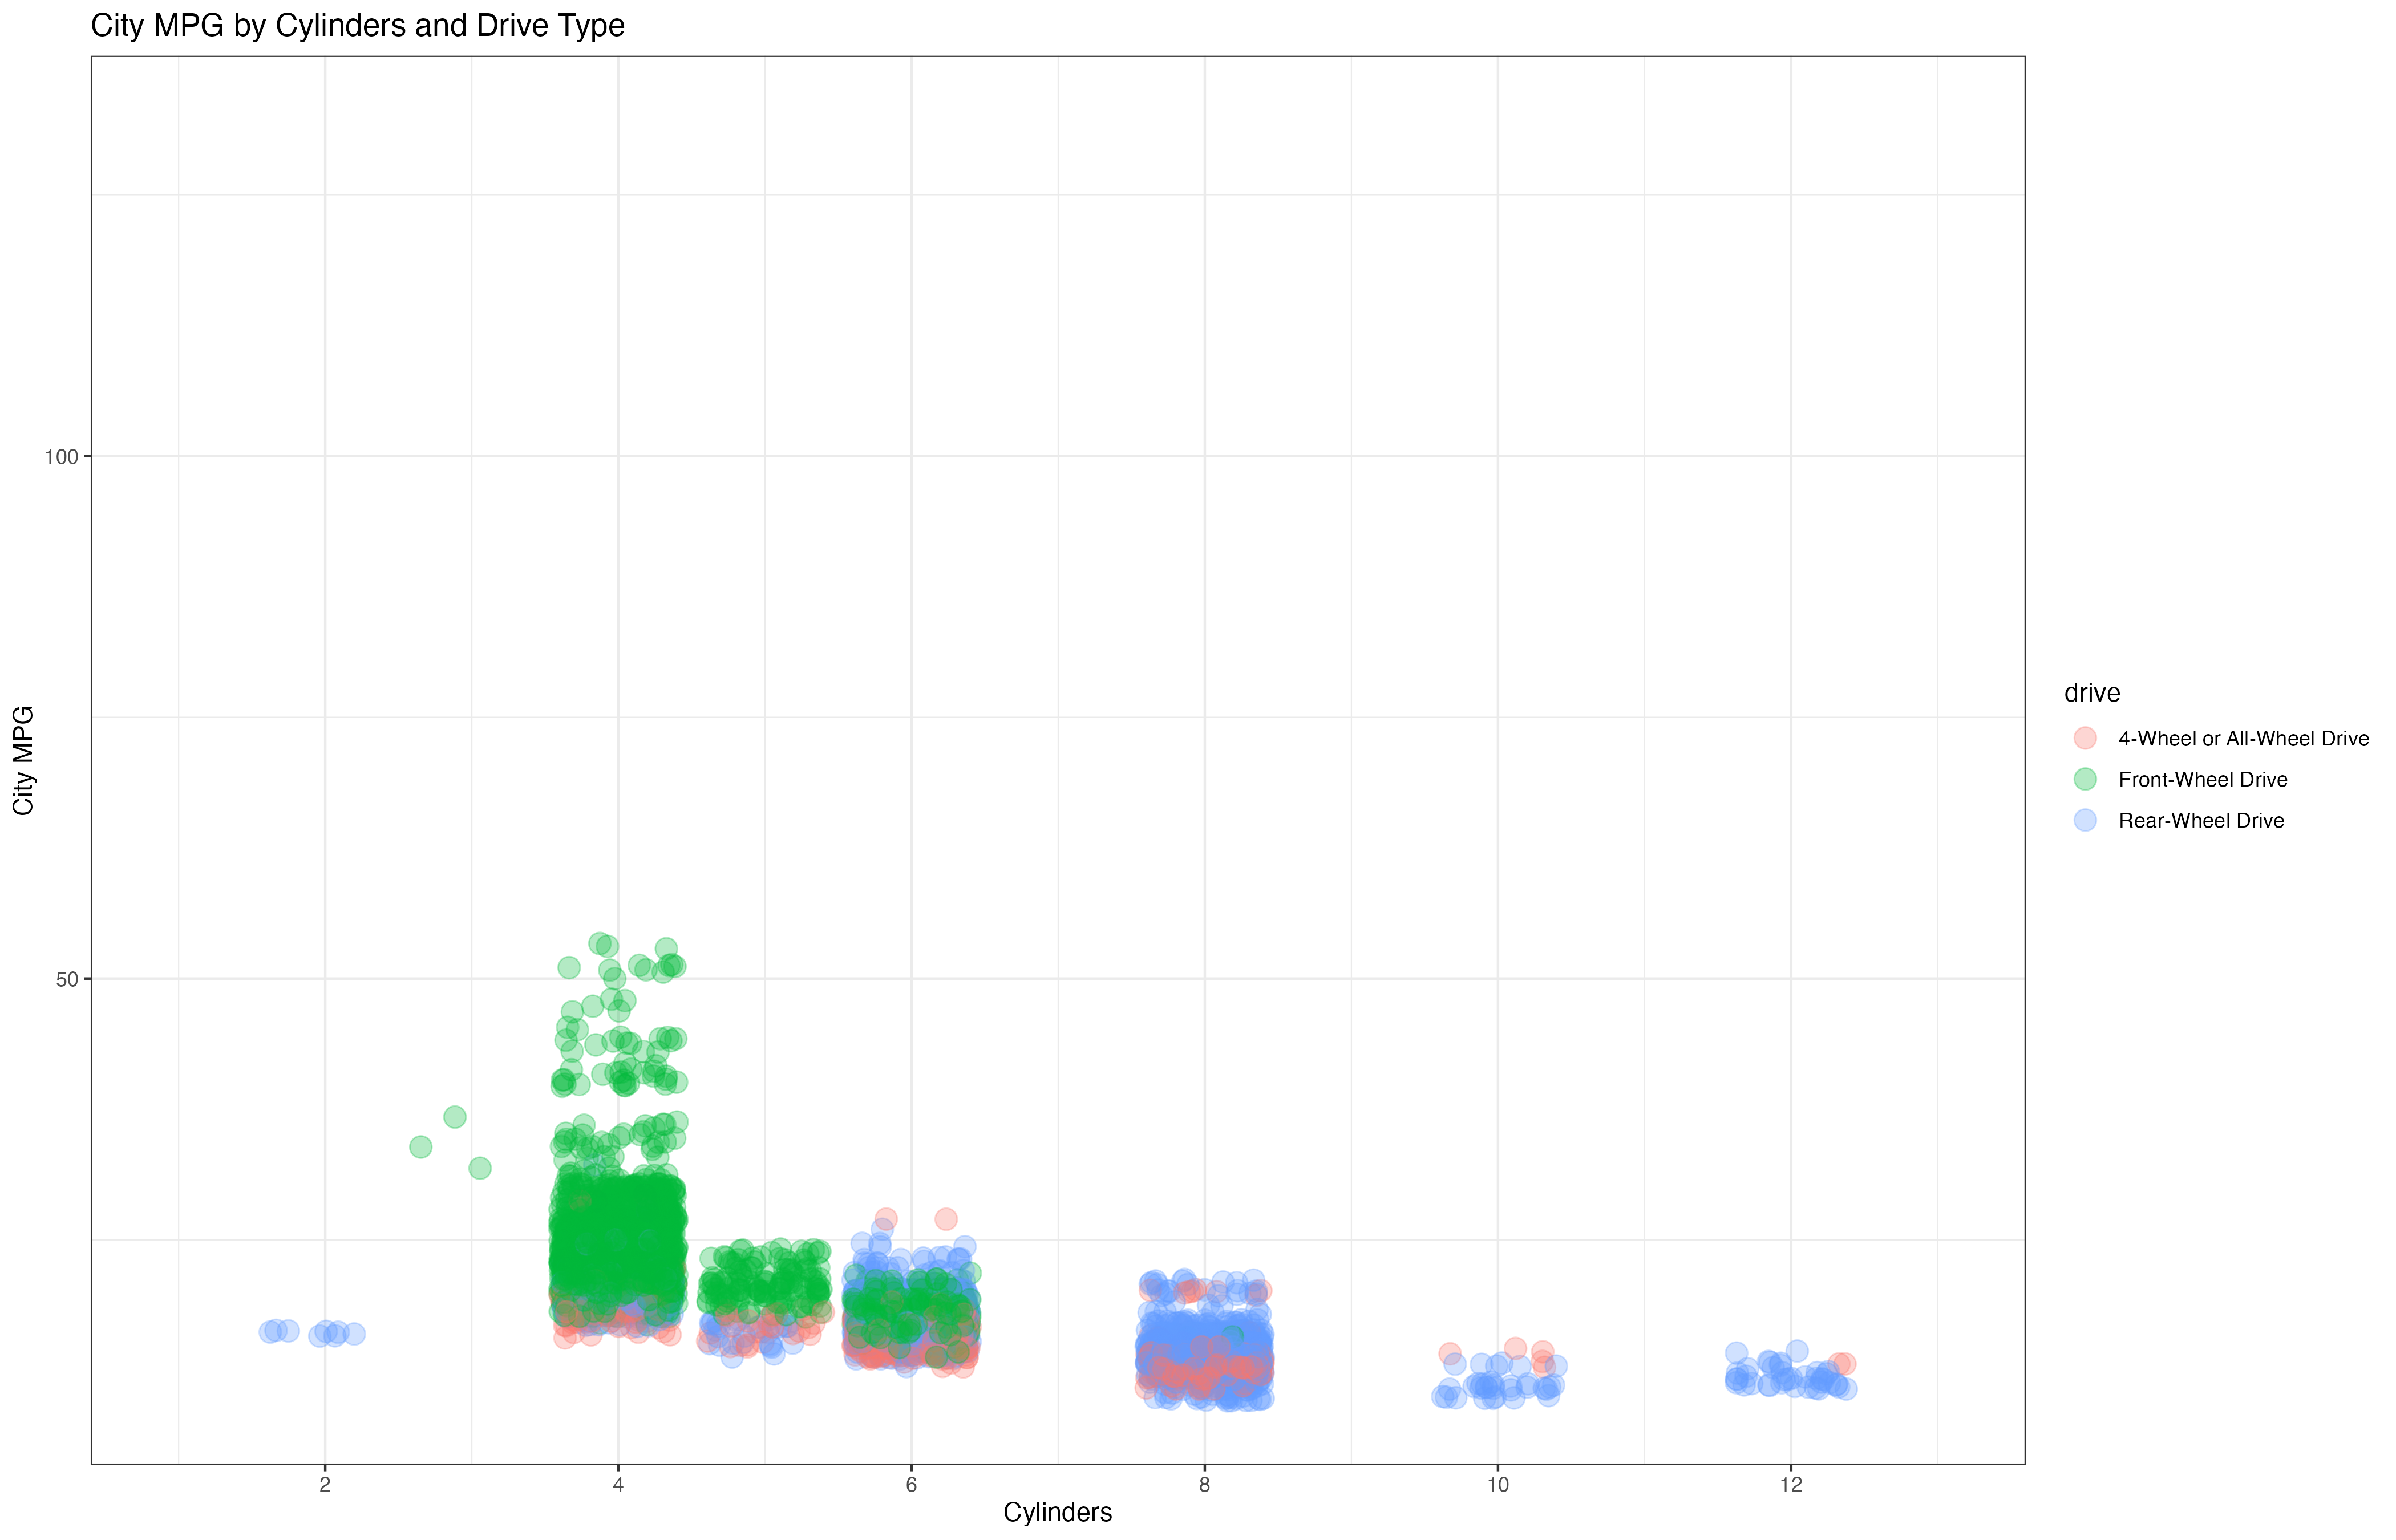 City MPG by Cylinders and Drive Type
City MPG
100
50
2
4
6
8
10
12
Cylinders
drive
4-Wheel or All-Wheel Drive
Front-Wheel Drive
Rear-Wheel Drive